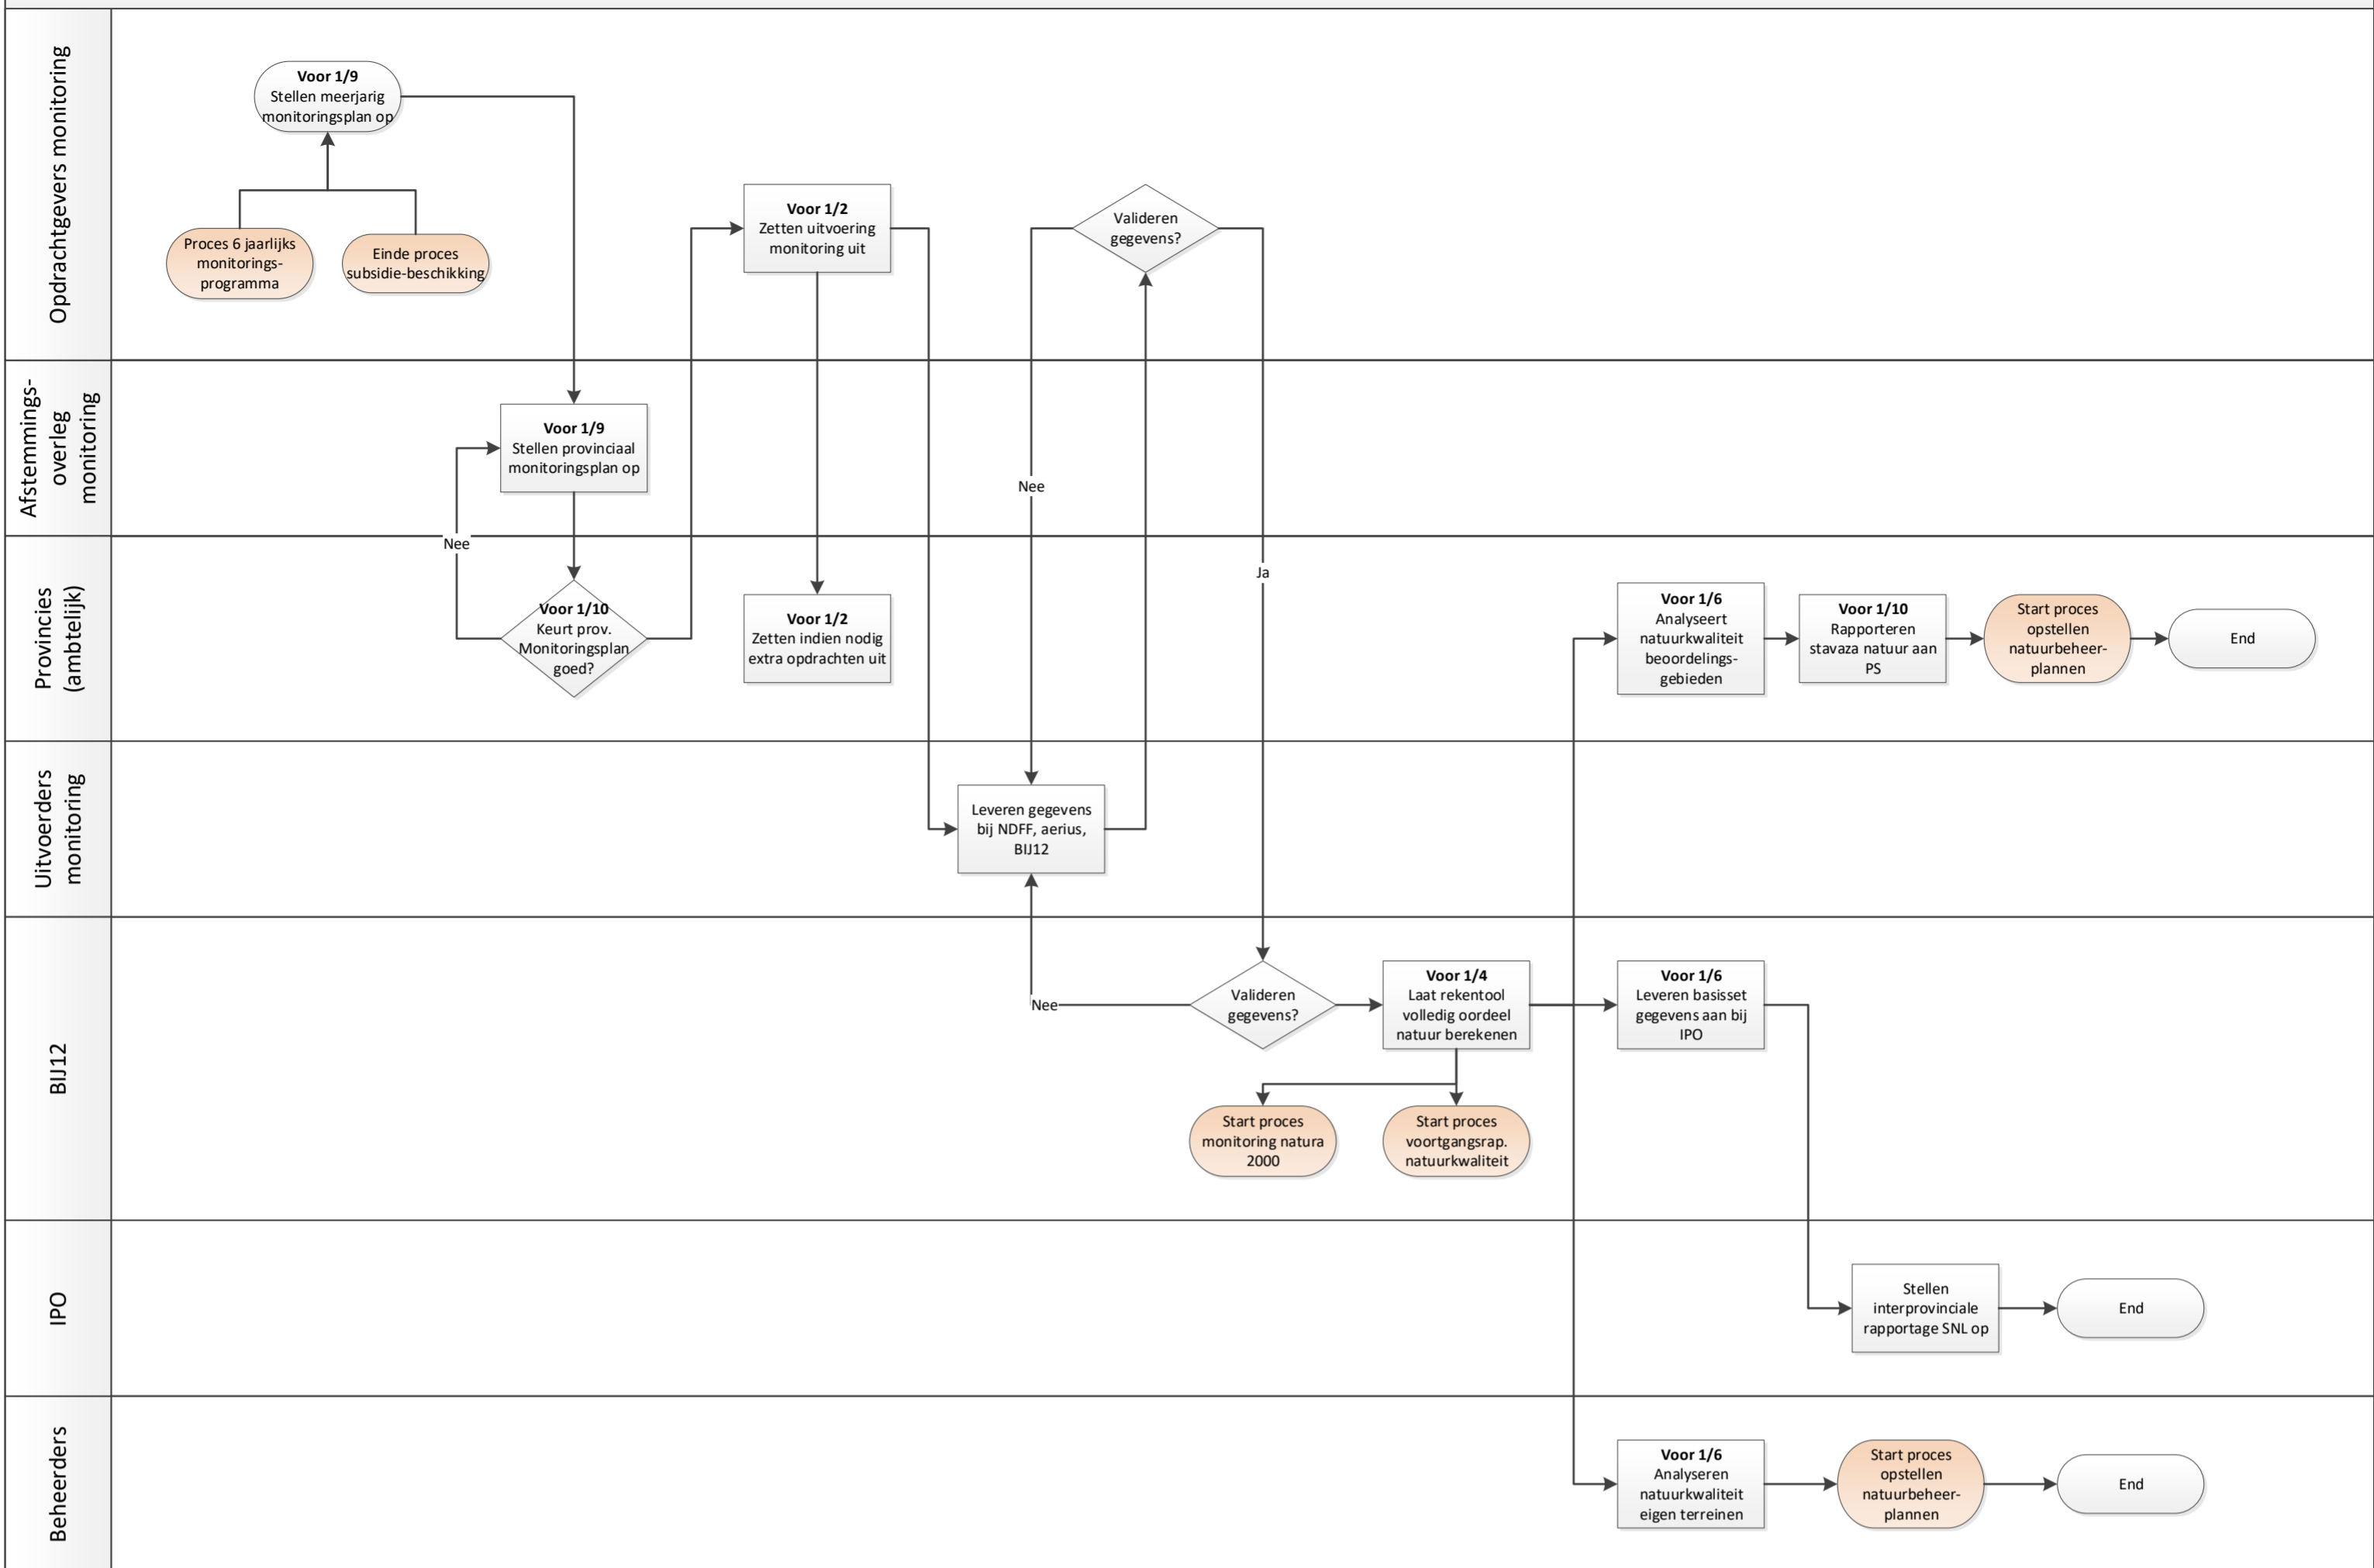 Opdrachtgevers monitoring
Voor 1/9
Stellen meerjarig
monitoringsplan op
Proces 6 jaarlijks
monitorings-
programma
Einde proces
subsidie-beschikking
Voor 1/2
Zetten uitvoering
monitoring uit
Valideren
gegevens?
Afstemmings-
overleg
monitoring
Voor 1/9
Stellen provinciaal
monitoringsplan op
Nee
Nee
Ja
Provincies
(ambtelijk)
Voor 1/10
Keurt prov.
Monitoringsplan
goed?
Voor 1/2
Zetten indien nodig
extra opdrachten uit
Voor 1/6
Analyseert
natuurkwaliteit
beoordelings-
gebieden
Voor 1/10
Rapporteren
stavaza natuur aan
PS
Start proces
opstellen
natuurbeheer-
plannen
End
Uitvoerders
monitoring
Leveren gegevens
bij NDFF, aerius,
BIJ12
BIJ12
Nee
Valideren
gegevens?
Voor 1/4
Laat rekentool
volledig oordeel
natuur berekenen
Voor 1/6
Leveren basisset
gegevens aan bij
IPO
Start proces
monitoring natura
2000
Start proces
voortgangsrap.
natuurkwaliteit
IPO
Stellen
interprovinciale
rapportage SNL op
End
Beheerders
Voor 1/6
Analyseren
natuurkwaliteit
eigen terreinen
Start proces
opstellen
natuurbeheer-
plannen
End